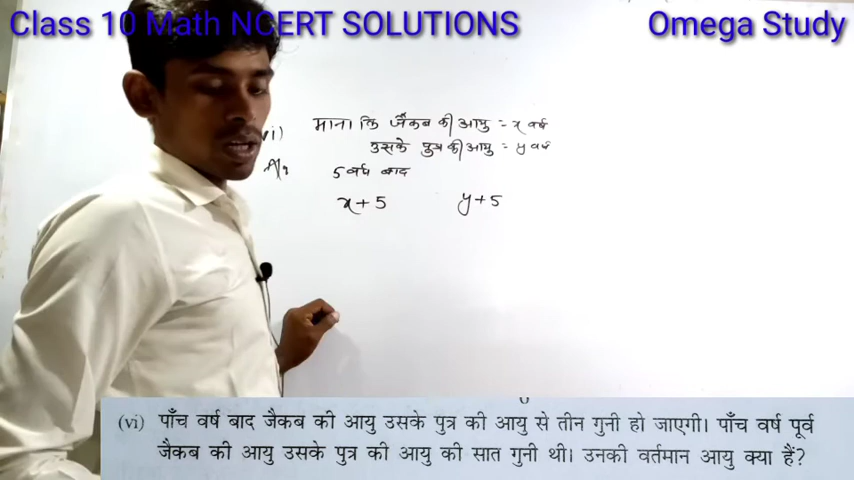 Class 10 Math NCERT SOLUTIONS
Omega Study
vi) माना कि जैकब की आयु = x वर्ष
उसके पुत्र की आयु = y वर्ष
A/q 5 वर्ष बाद
x+5 y+5
(vi) पाँच वर्ष बाद जैकब की आयु उसके पुत्र की आयु से तीन गुनी हो जाएगी। पाँच वर्ष पूर्व
जैकब की आयु उसके पुत्र की आयु की सात गुनी थी। उनकी वर्तमान आयु क्या हैं?